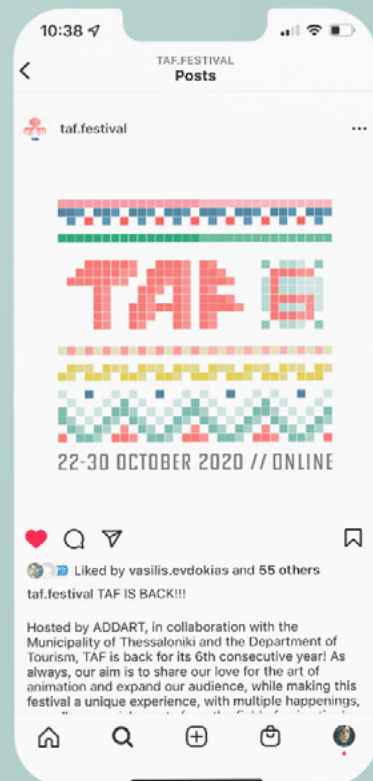 10:38
TAF.FESTIVAL
Posts
taf.festival
TAF 6
22-30 OCTOBER 2020 // ONLINE
Liked by vasilis.evdokias and 55 others
taf.festival TAF IS BACK!!!
Hosted by ADDART, in collaboration with the
Municipality of Thessaloniki and the Department of
Tourism, TAF is back for its 6th consecutive year! As
always, our aim is to share our love for the art of
animation and expand our audience, while making this
festival a unique experience, with multiple happenings,